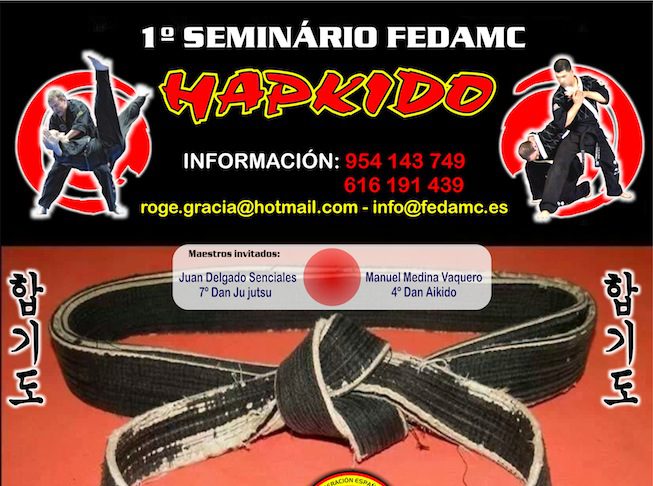 1º SEMINÁRIO FEDAMC
HAPKIDO
INFORMACIÓN: 954 143 749
616 191 439
roge.gracia@hotmail.com - info@fedamc.es
Maestros invitados:
Juan Delgado Senciales
7º Dan Ju jutsu
Manuel Medina Vaquero
4º Dan Aikido
합기도
합기도